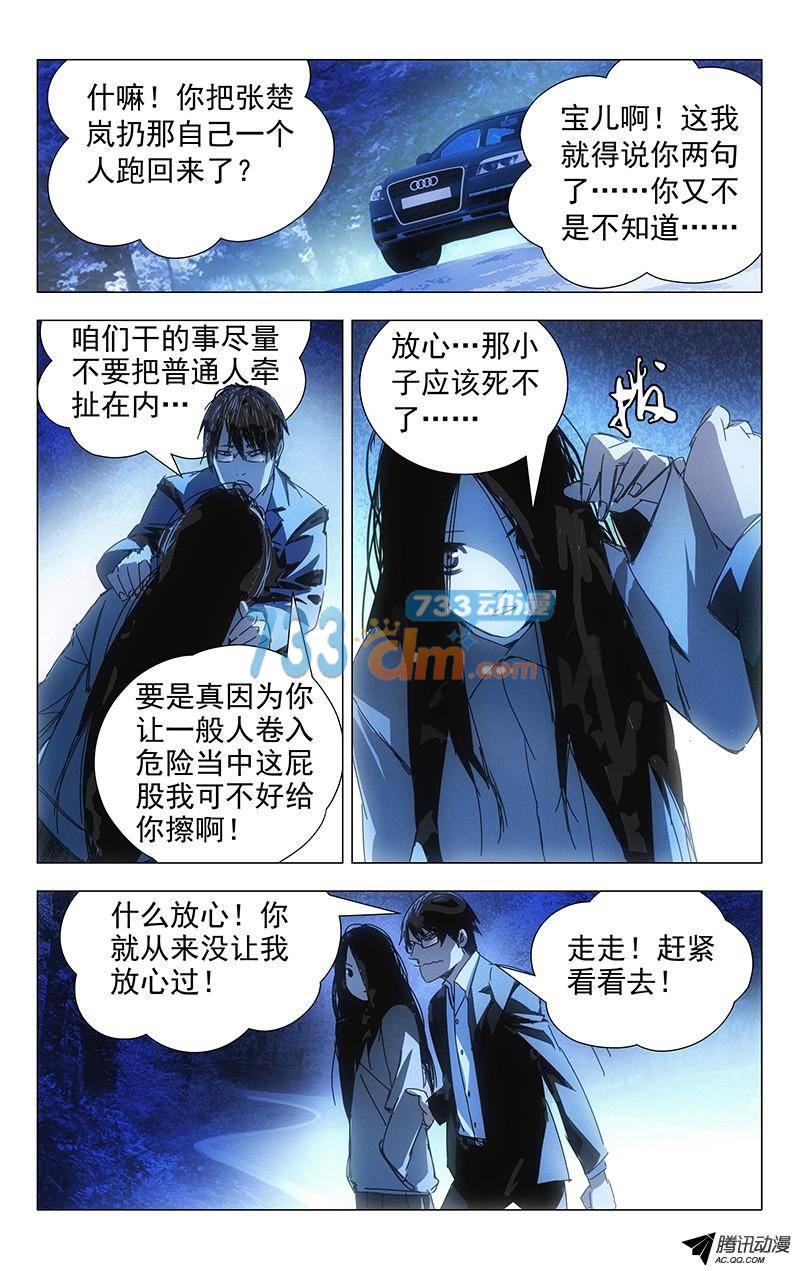 什嘛！你把张楚
岚扔那自己一个
人跑回来了？
宝儿啊！这我
就得说你两句
了……你又不
是不知道……
咱们干的事尽量
不要把普通人牵
扯在内…
要是真因为你
让一般人卷入
危险当中这屁
股我可不好给
你擦啊！
放心…那小
子应该死不
了……
拨
733动漫
733dm.com
什么放心！你
就从来没让我
放心过！
走走！赶紧
看看去！
腾讯动漫
AC.QQ.COM